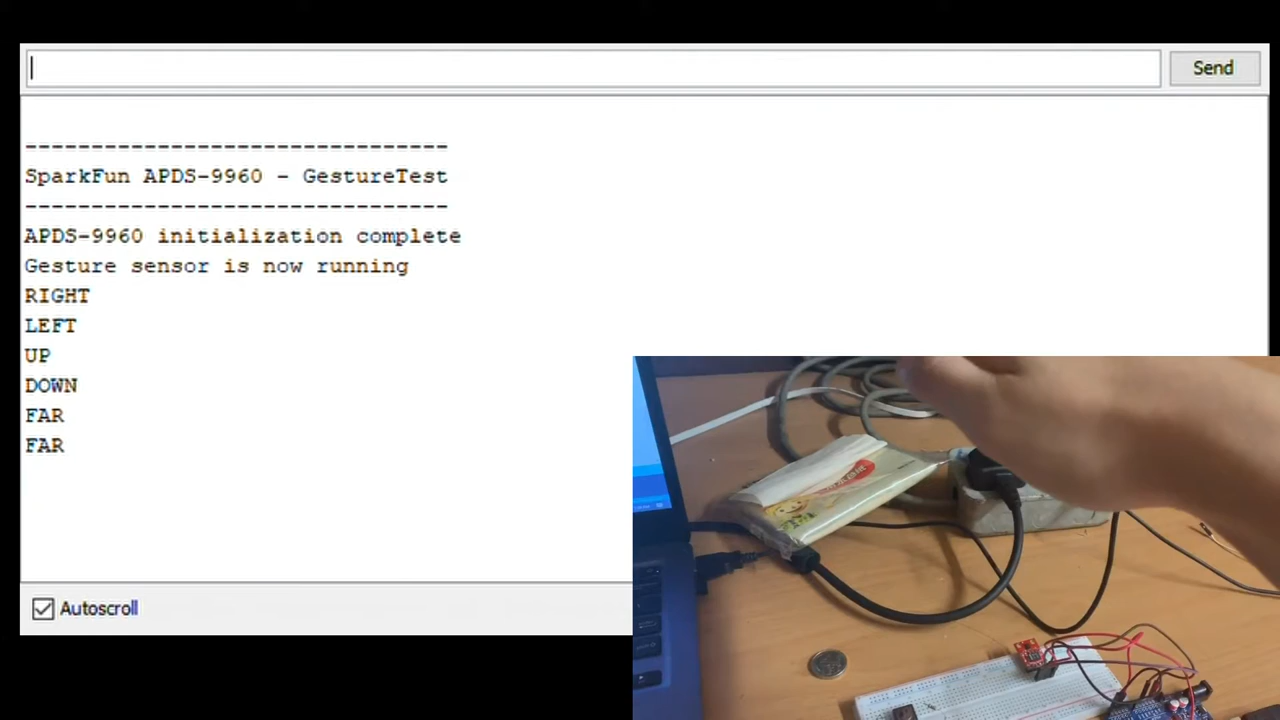 Send
-------------------------------- 
SparkFun APDS-9960 - GestureTest
--------------------------------
APDS-9960 initialization complete
Gesture sensor is now running
RIGHT
LEFT
UP
DOWN
FAR
FAR
Autoscroll